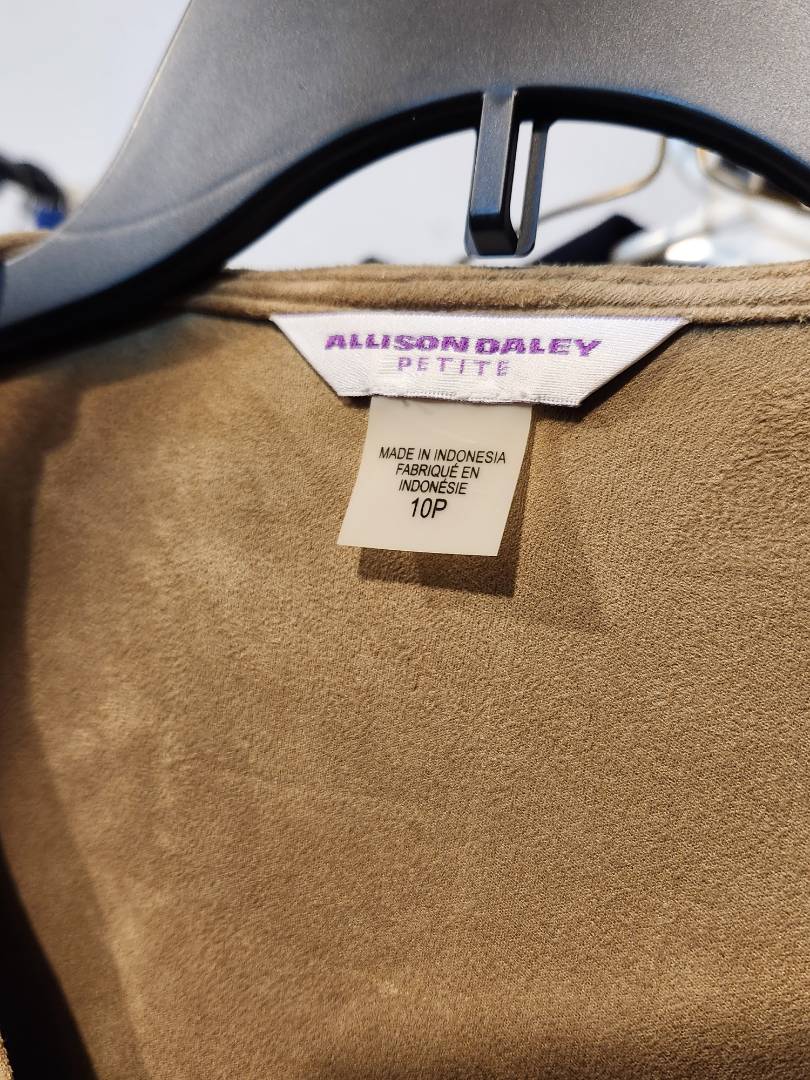 ALLISON DALEY
PETITE
MADE IN INDONESIA
FABRIQUÉ EN
INDONÉSIE
10P